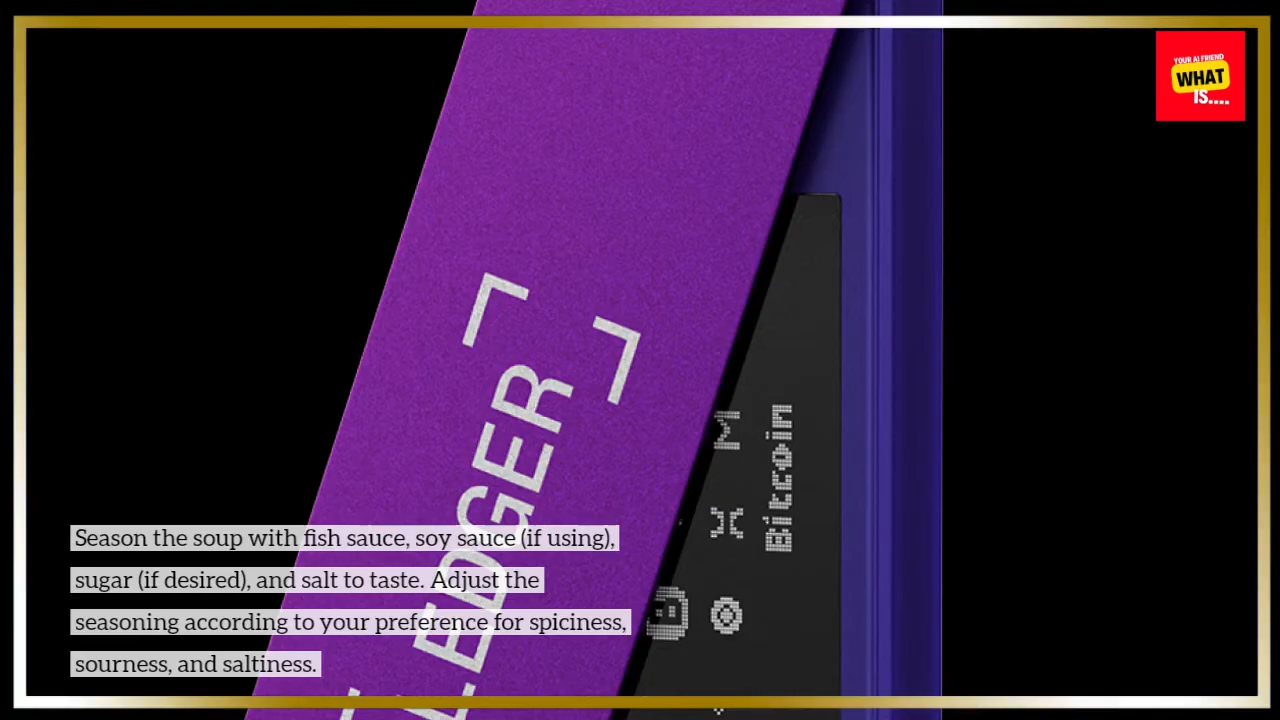 YOUR AI FRIEND
WHAT
IS....
LEDGER
Bitcoin
Season the soup with fish sauce, soy sauce (if using),
sugar (if desired), and salt to taste. Adjust the
seasoning according to your preference for spiciness,
sourness, and saltiness.